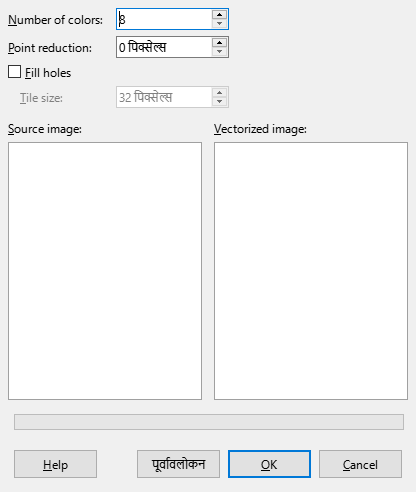 Number of colors: 8
Point reduction: 0 पिक्सेल्स
Fill holes
Tile size: 32 पिक्सेल्स
Source image: Vectorized image:
Help पूर्वावलोकन OK Cancel